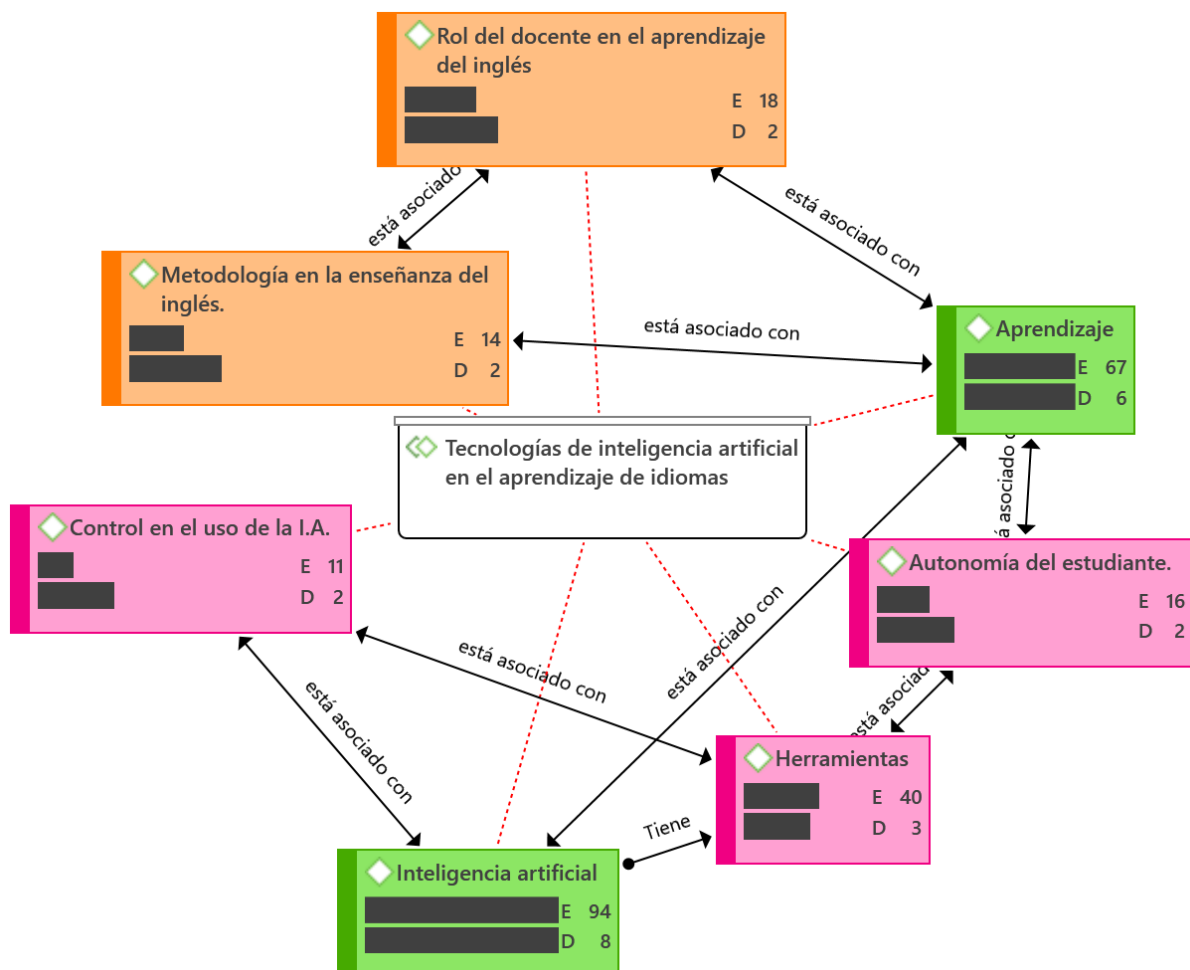 Rol del docente en el aprendizaje
del inglés
E 18
D 2
está asociado
está asociado con
Metodología en la enseñanza del
inglés.
E 14
D 2
está asociado con
Aprendizaje
E 67
D 6
Tecnologías de inteligencia artificial
en el aprendizaje de idiomas
asociado
Control en el uso de la I.A.
E 11
D 2
Autonomía del estudiante.
E 16
D 2
está asociado con
está asociado con
está asociado con
está asociado
Herramientas
E 40
D 3
Tiene
Inteligencia artificial
E 94
D 8